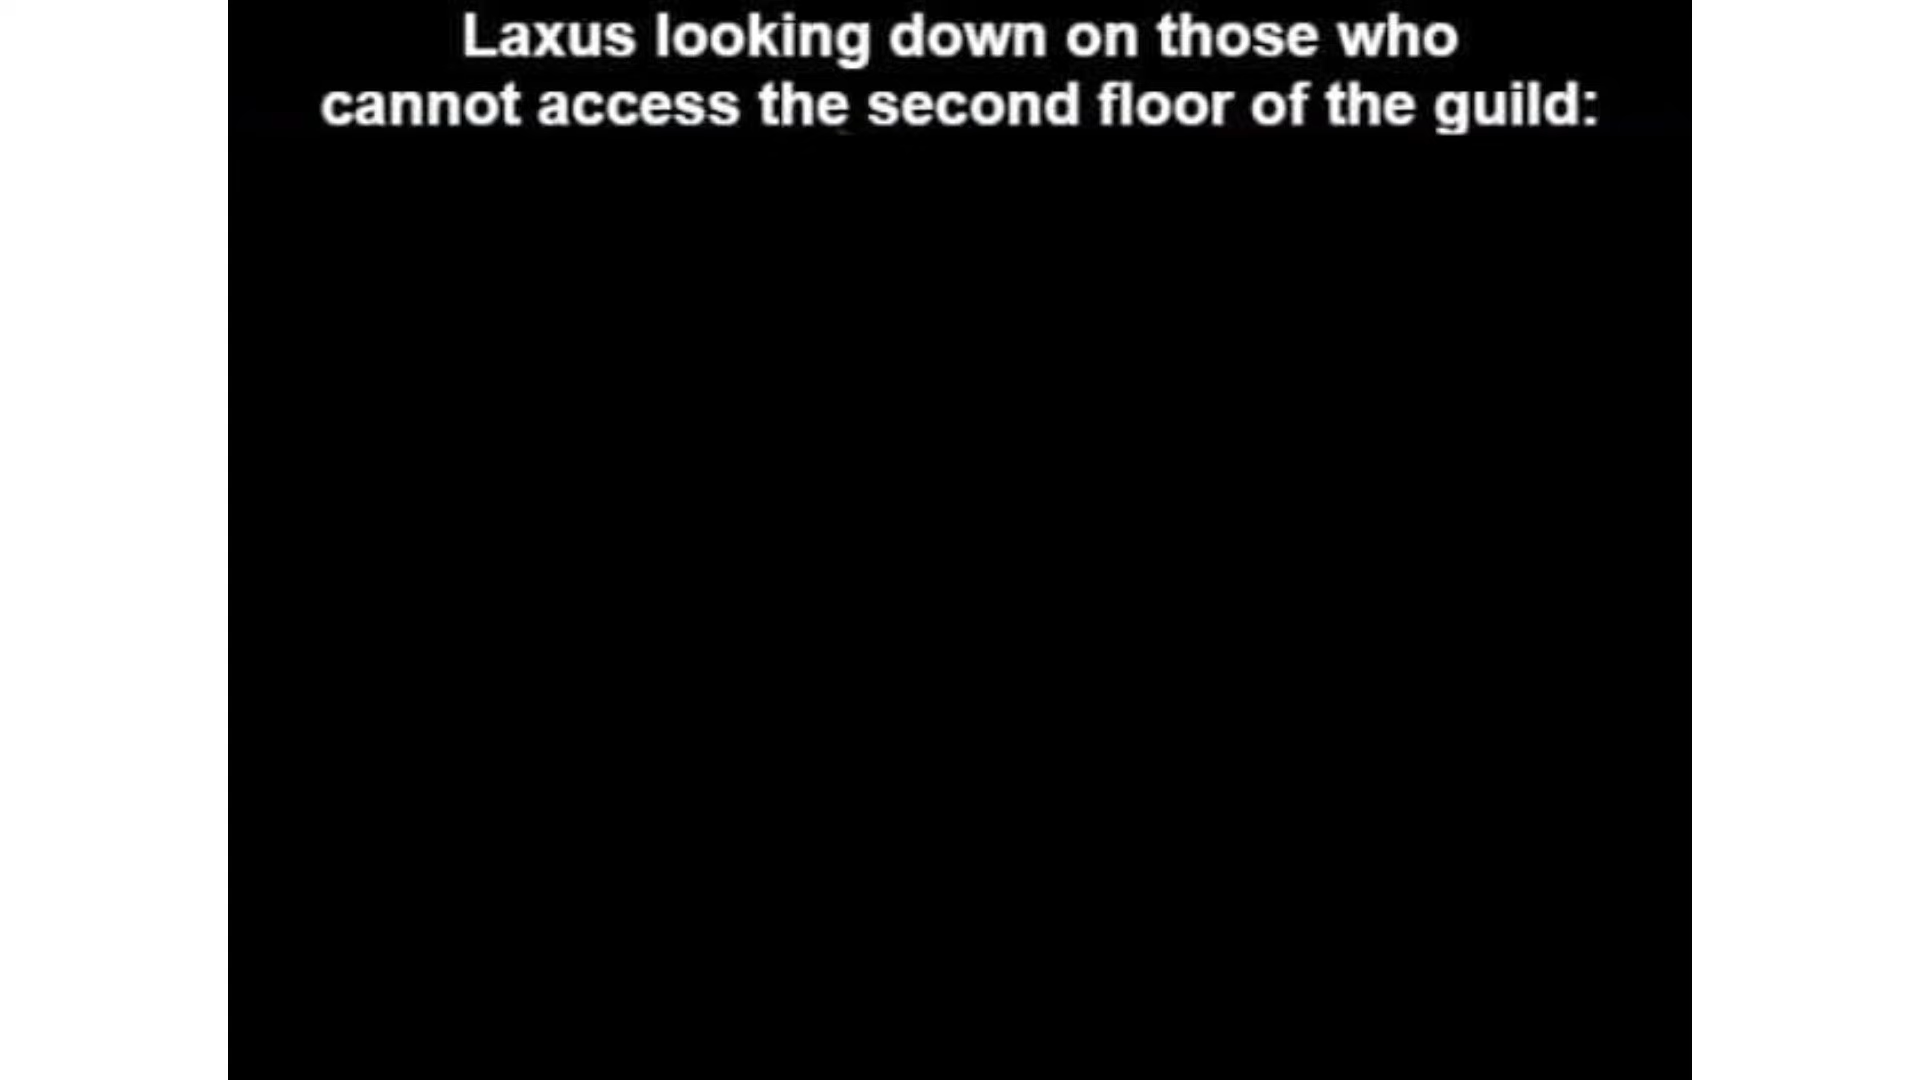 Laxus looking down on those who
cannot access the second floor of the guild: